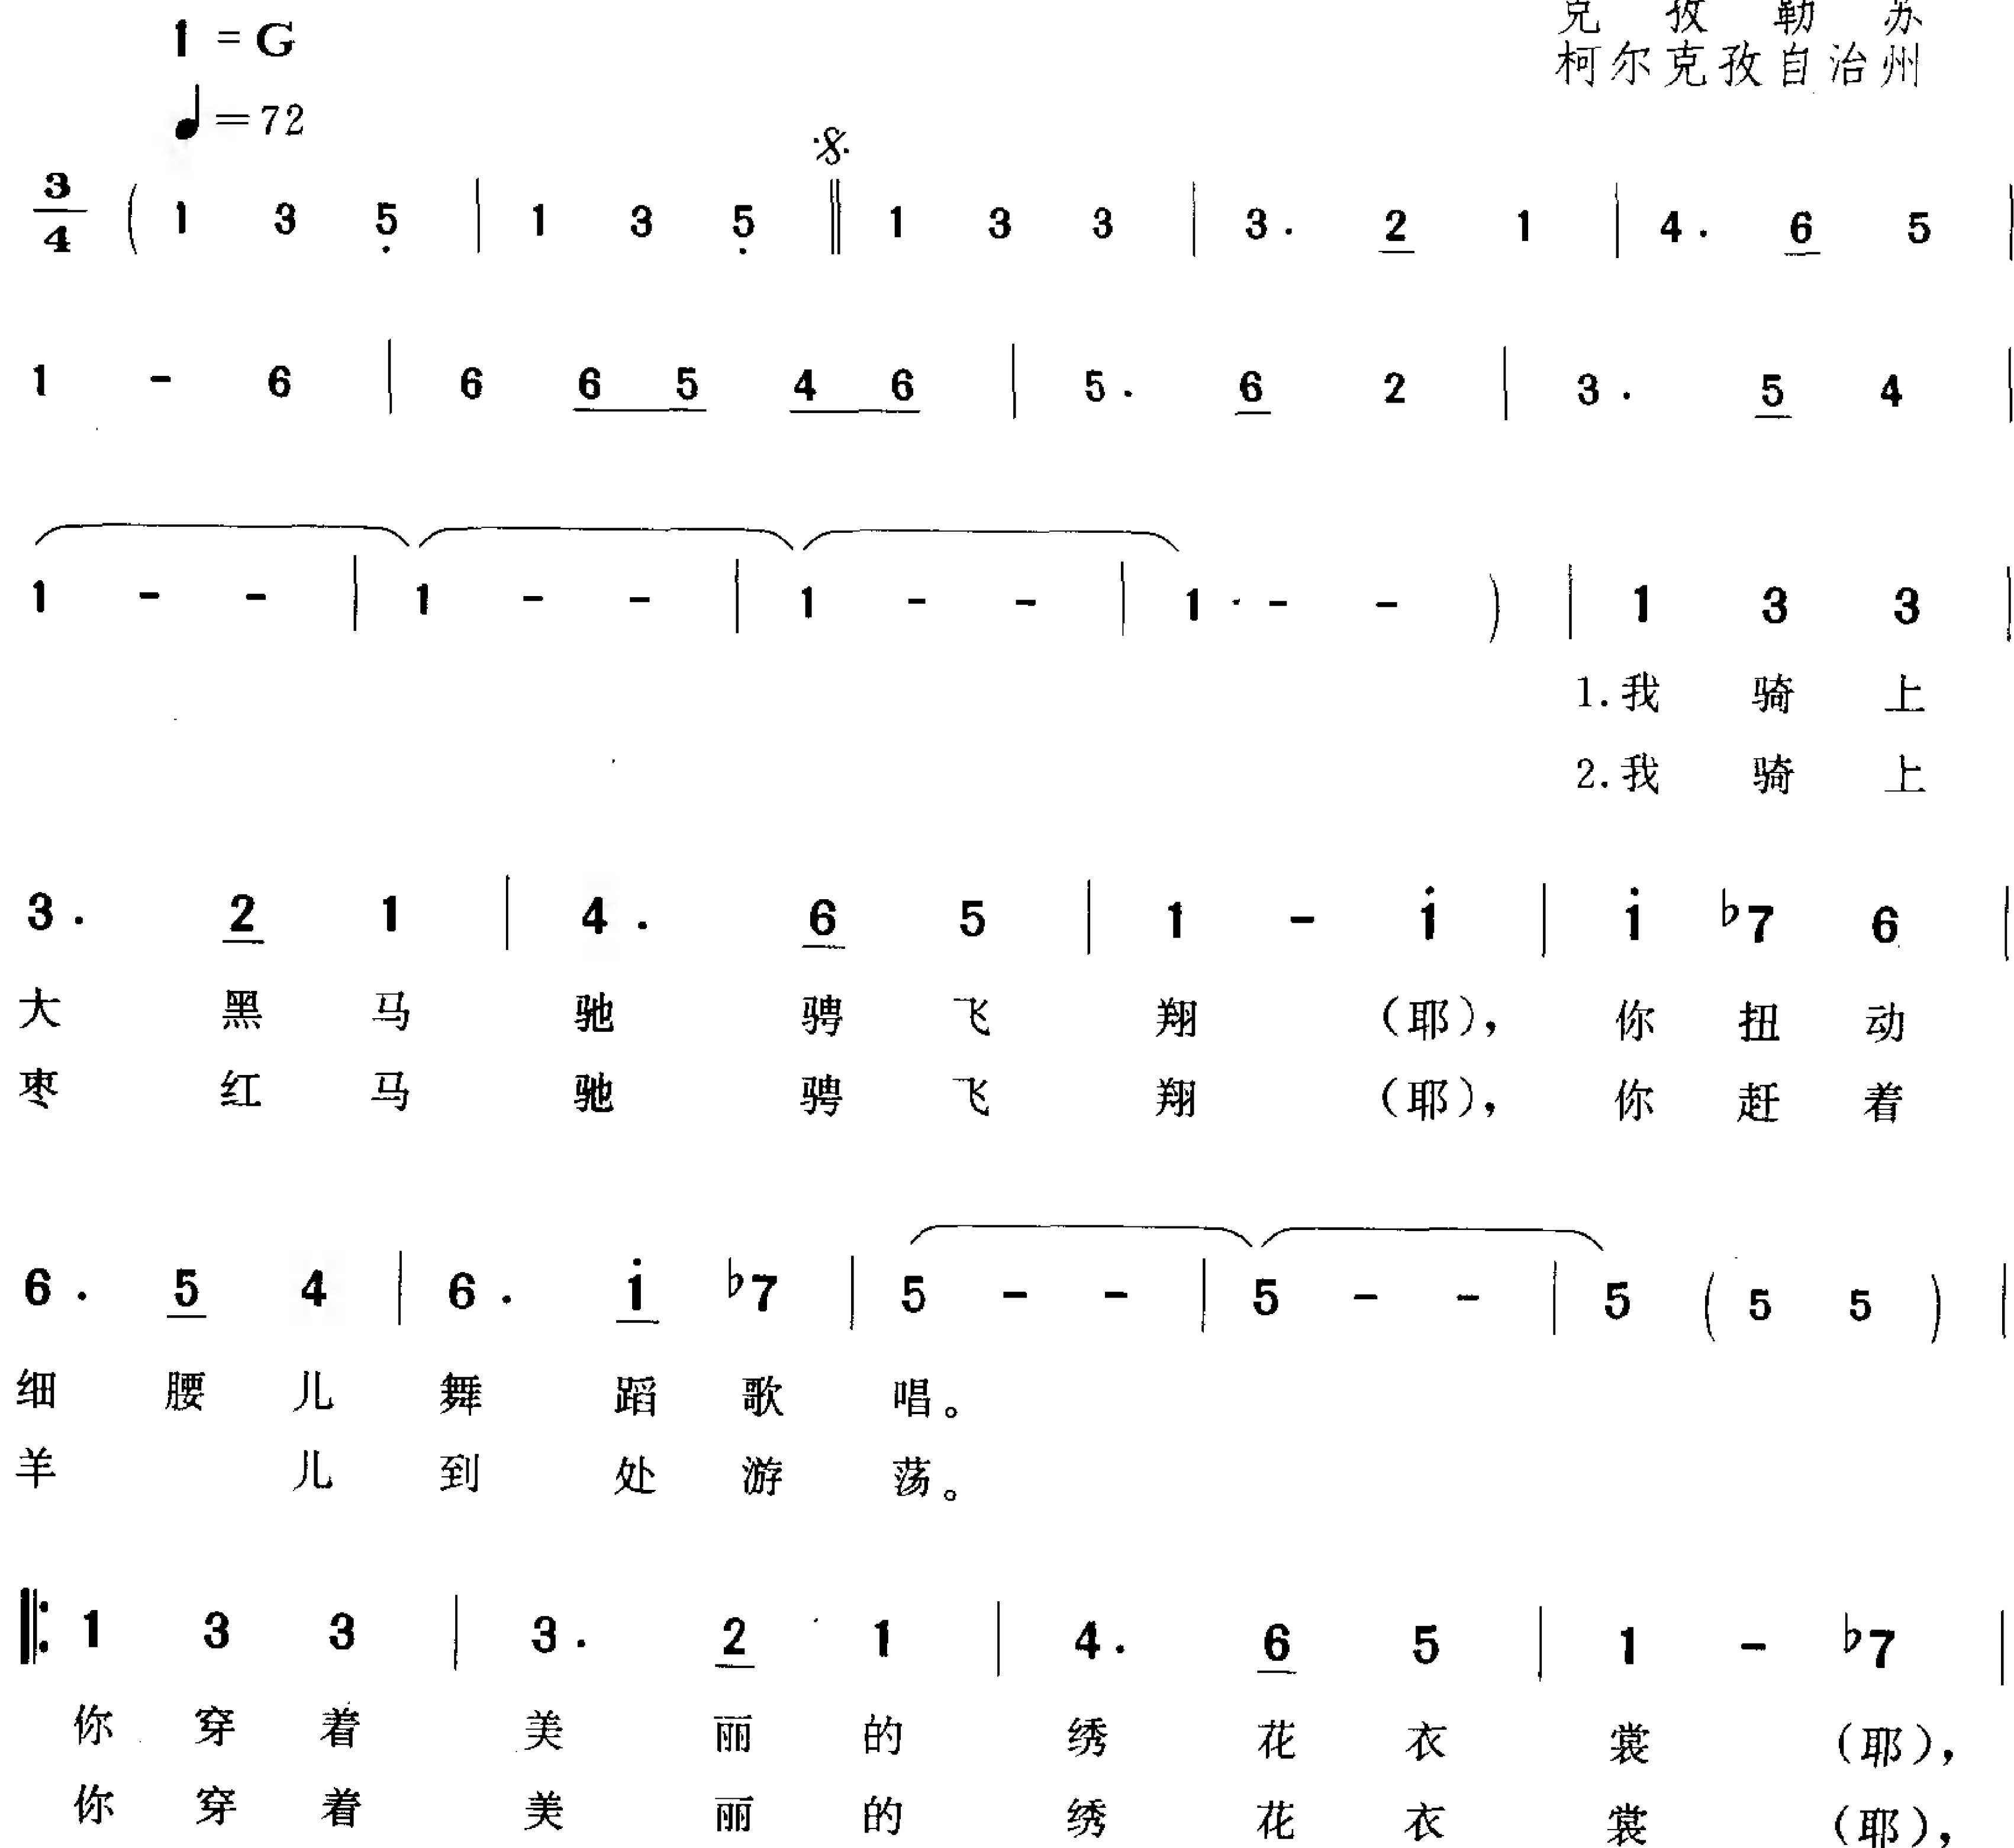 1 = G
克 孜 勒 苏
柯尔克孜自治州
♩=72
3/4 ( 1 3 5̣ | 1 3 5̣ ‖ 1 3 3 | 3. 2 1 | 4. 6 5 |
1 - 6 | 6 6 5 4 6 | 5. 6 2 | 3. 5 4 |
1 - - | 1 - - | 1 - - | 1 - - ) | 1 3 3 |
1.我 骑 上
2.我 骑 上
3. 2 1 | 4. 6 5 | 1 - i | i ♭7 6 |
大 黑 马 驰 骋 飞 翔 (耶), 你 扭 动
枣 红 马 驰 骋 飞 翔 (耶), 你 赶 着
6. 5 4 | 6. i ♭7 | 5 - - | 5 - - | 5 ( 5 5 ) |
细 腰 儿 舞 蹈 歌 唱。
羊 儿 到 处 游 荡。
‖: 1 3 3 | 3. 2 1 | 4. 6 5 | 1 - ♭7 |
你 穿 着 美 丽 的 绣 花 衣 裳 (耶),
你 穿 着 美 丽 的 绣 花 衣 裳 (耶),